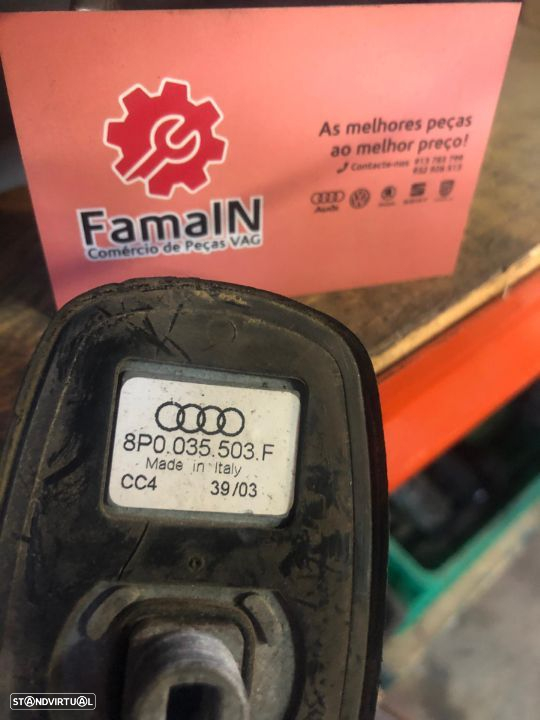 As melhores peças
ao melhor preço!
Contacte-nos
FamaIN
Comércio de Peças VAG
Audi
8P0.035.503.F
Made in Italy
CC4 39/03
STANDVIRTUAL